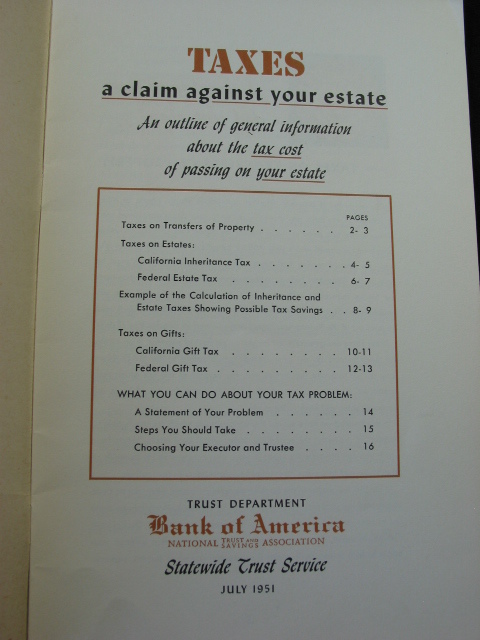 TAXES
a claim against your estate
An outline of general information
about the tax cost
of passing on your estate
PAGES
Taxes on Transfers of Property . . . . . . 2- 3
Taxes on Estates:
California Inheritance Tax . . . . . . . 4- 5
Federal Estate Tax . . . . . . . . 6- 7
Example of the Calculation of Inheritance and
Estate Taxes Showing Possible Tax Savings . . 8- 9
Taxes on Gifts:
California Gift Tax . . . . . . . . 10-11
Federal Gift Tax . . . . . . . . . 12-13
WHAT YOU CAN DO ABOUT YOUR TAX PROBLEM:
A Statement of Your Problem . . . . . . 14
Steps You Should Take . . . . . . . . 15
Choosing Your Executor and Trustee . . . . 16
TRUST DEPARTMENT
Bank of America
NATIONAL TRUST AND SAVINGS ASSOCIATION
Statewide Trust Service
JULY 1951